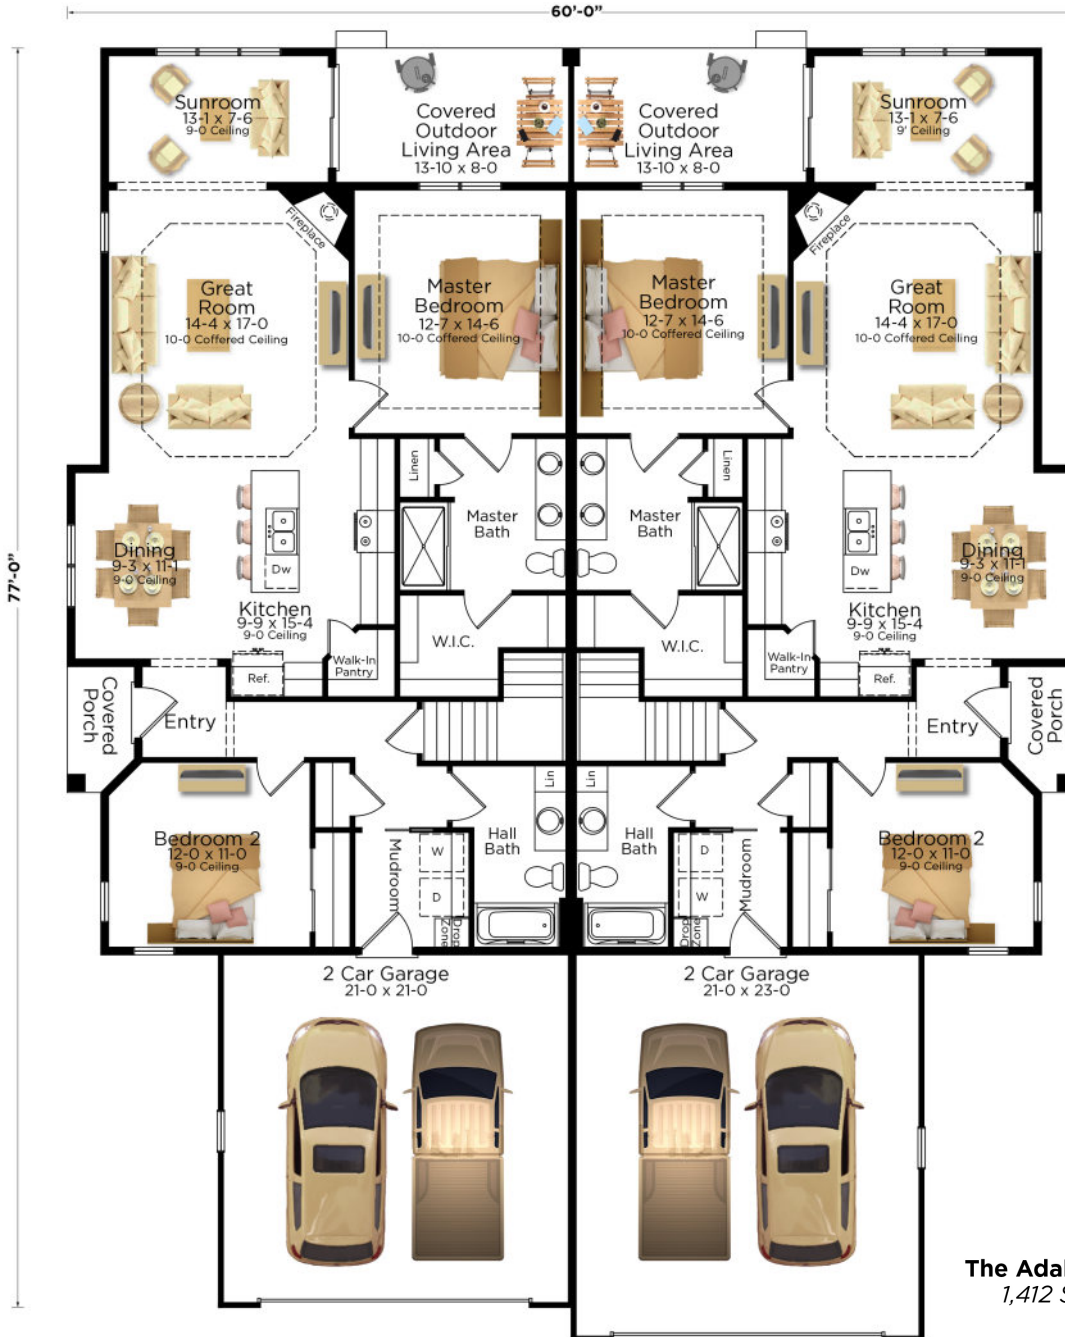 60'-0"
77'-0"
Sunroom
13-1 x 7-6
9-0 Ceiling
Covered
Outdoor
Living Area
13-10 x 8-0
Covered
Outdoor
Living Area
13-10 x 8-0
Sunroom
13-1 x 7-6
9' Ceiling
Fireplace
Fireplace
Great
Room
14-4 x 17-0
10-0 Coffered Ceiling
Master
Bedroom
12-7 x 14-6
10-0 Coffered Ceiling
Master
Bedroom
12-7 x 14-6
10-0 Coffered Ceiling
Great
Room
14-4 x 17-0
10-0 Coffered Ceiling
Linen
Linen
Master
Bath
Master
Bath
Dining
9-3 x 11-1
9-0 Ceiling
Dw
Dw
Dining
9-3 x 11-1
9-0 Ceiling
Kitchen
9-9 x 15-4
9-0 Ceiling
Kitchen
9-9 x 15-4
9-0 Ceiling
W.I.C.
W.I.C.
Walk-In
Pantry
Walk-In
Pantry
Ref.
Ref.
Covered
Porch
Entry
Entry
Covered
Porch
Lin
Lin
Bedroom 2
12-0 x 11-0
9-0 Ceiling
Mudroom
W
D
Drop
Zone
Hall
Bath
Hall
Bath
D
W
Drop
Zone
Mudroom
Bedroom 2
12-0 x 11-0
9-0 Ceiling
2 Car Garage
21-0 x 21-0
2 Car Garage
21-0 x 23-0
The Adal
1,412 S